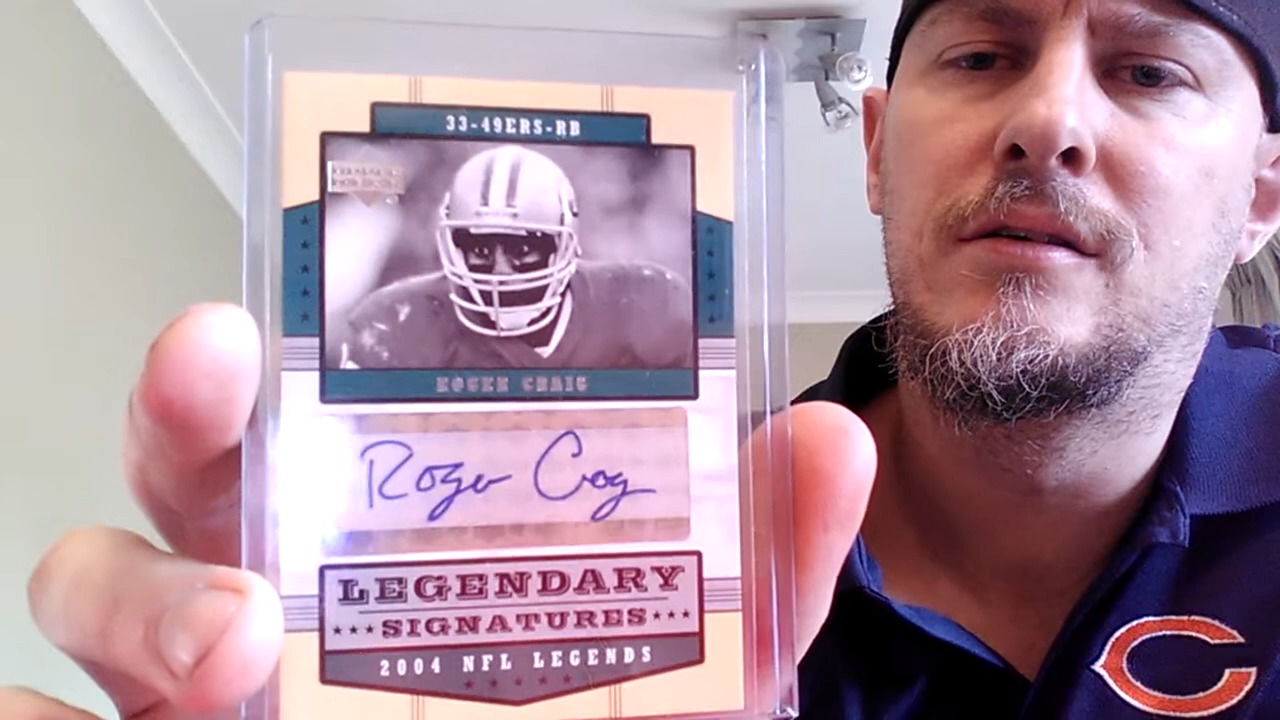 33-49ERS-RB
ROGER CRAIG
Roger Craig
LEGENDARY
SIGNATURES
2004 NFL LEGENDS